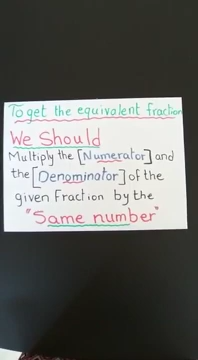 To get the equivalent fraction
We Should
Multiply the [Numerator] and
the [Denominator] of the
given Fraction by the
"Same number"